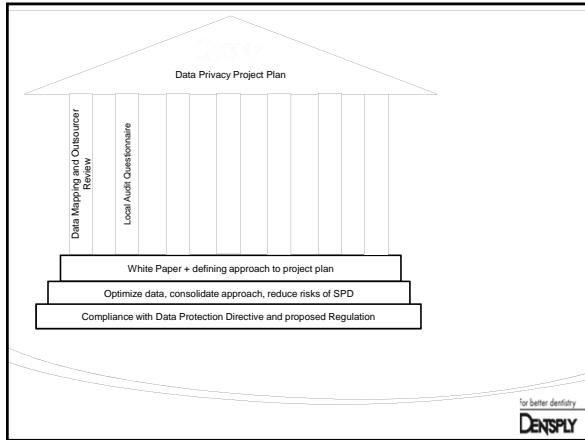 Data Privacy Project Plan
Data Mapping and Outsourcer
Review
Local Audit Questionnaire
White Paper + defining approach to project plan
Optimize data, consolidate approach, reduce risks of SPD
Compliance with Data Protection Directive and proposed Regulation
For better dentistry
DENTSPLY